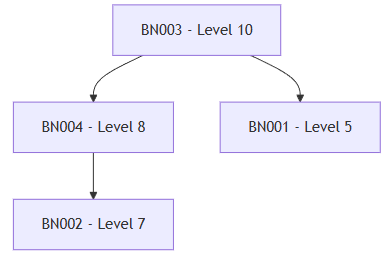 BN003 - Level 10
BN004 - Level 8
BN001 - Level 5
BN002 - Level 7